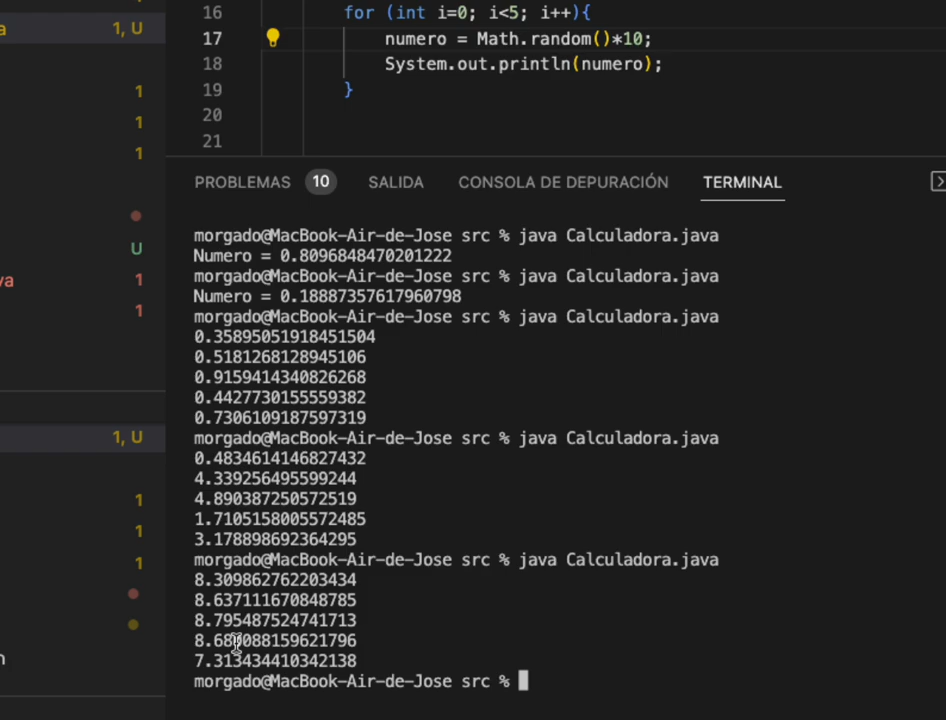 16 for (int i=0; i<5; i++){
a 1, U
17 numero = Math.random()*10;
18 System.out.println(numero);
19 }
1
20
1
21
1
PROBLEMAS 10 SALIDA CONSOLA DE DEPURACIÓN TERMINAL
U
va 1
1
morgado@MacBook-Air-de-Jose src % java Calculadora.java
Numero = 0.8096848470201222
morgado@MacBook-Air-de-Jose src % java Calculadora.java
Numero = 0.18887357617960798
morgado@MacBook-Air-de-Jose src % java Calculadora.java
0.35895051918451504
0.5181268128945106
0.9159414340826268
0.4427730155559382
0.7306109187597319
1, U
morgado@MacBook-Air-de-Jose src % java Calculadora.java
0.4834614146827432
4.339256495599244
1
4.890387250572519
1
1.7105158005572485
3.178898692364295
1
morgado@MacBook-Air-de-Jose src % java Calculadora.java
8.309862762203434
8.637111670848785
8.795487524741713
7.313434410342138
n
morgado@MacBook-Air-de-Jose src %